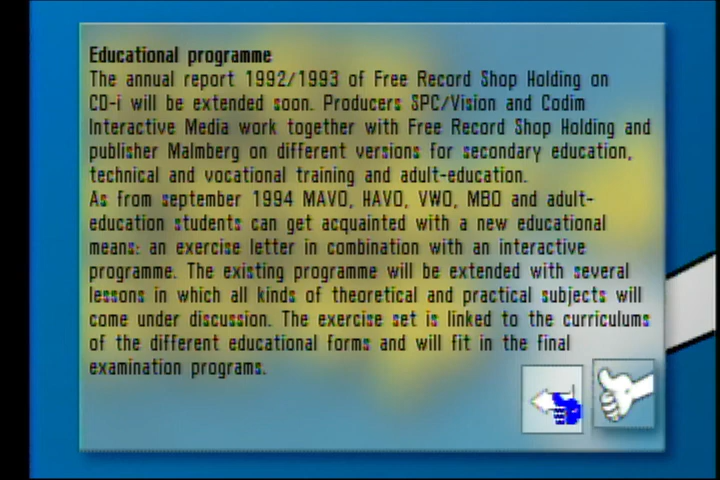 Educational programme
The annual report 1992/1993 of Free Record Shop Holding on
CD-i will be extended soon. Producers SPC/Vision and Codim
Interactive Media work together with Free Record Shop Holding and
publisher Malmberg on different versions for secondary education,
technical and vocational training and adult-education.
As from september 1994 MAVO, HAVO, VWO, MBO and adult-
education students can get acquainted with a new educational
means: an exercise letter in combination with an interactive
programme. The existing programme will be extended with several
lessons in which all kinds of theoretical and practical subjects will
come under discussion. The exercise set is linked to the curriculums
of the different educational forms and will fit in the final
examination programs.